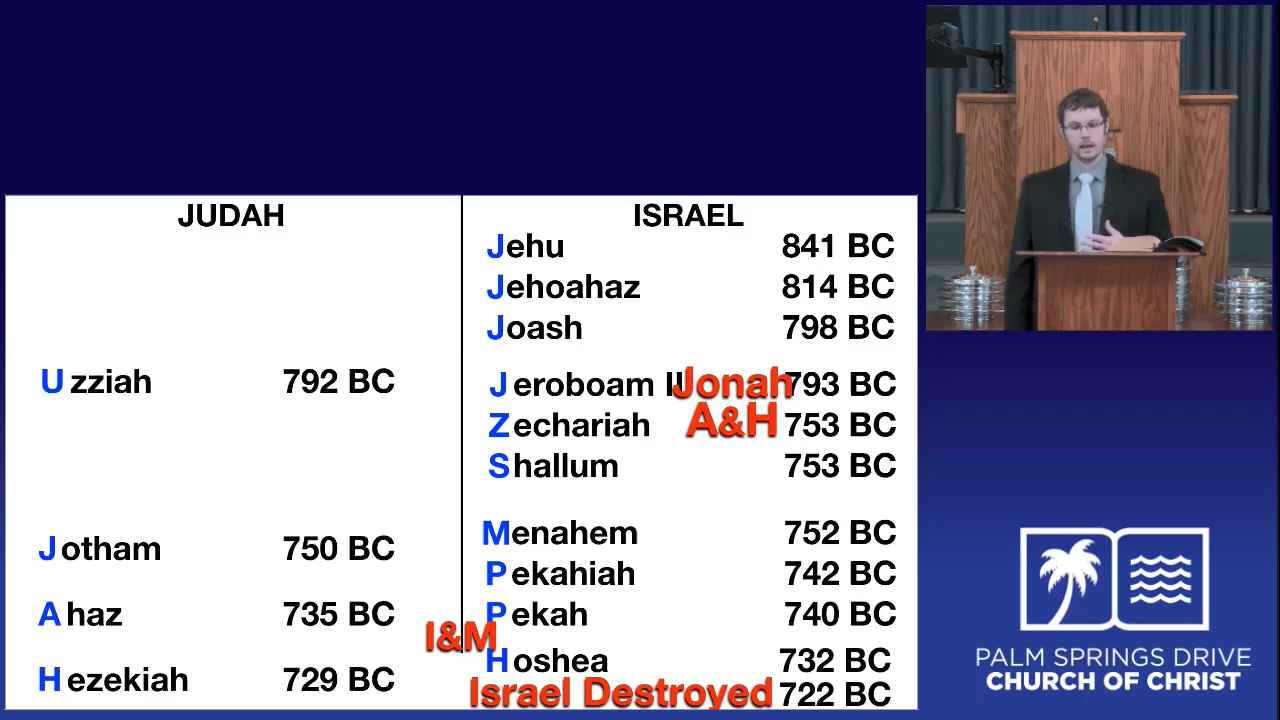 JUDAH
Uzziah 792 BC
Jotham 750 BC
Ahaz 735 BC
Hezekiah 729 BC
ISRAEL
Jehu 841 BC
Jehoahaz 814 BC
Joash 798 BC
Jeroboam II Jonah 793 BC
Zechariah A&H 753 BC
Shallum 753 BC
Menahem 752 BC
Pekahiah 742 BC
Pekah 740 BC
I&M
Hoshea 732 BC
Israel Destroyed 722 BC
PALM SPRINGS DRIVE
CHURCH OF CHRIST